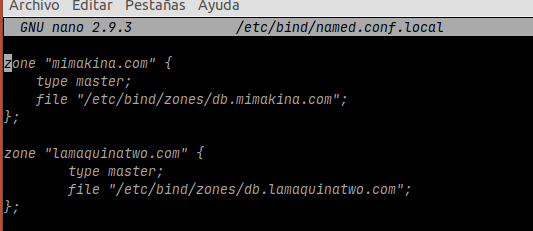 Archivo Editar Pestañas Ayuda
GNU nano 2.9.3 /etc/bind/named.conf.local
zone "mimakina.com" {
type master;
file "/etc/bind/zones/db.mimakina.com";
};
zone "lamaquinatwo.com" {
type master;
file "/etc/bind/zones/db.lamaquinatwo.com";
};